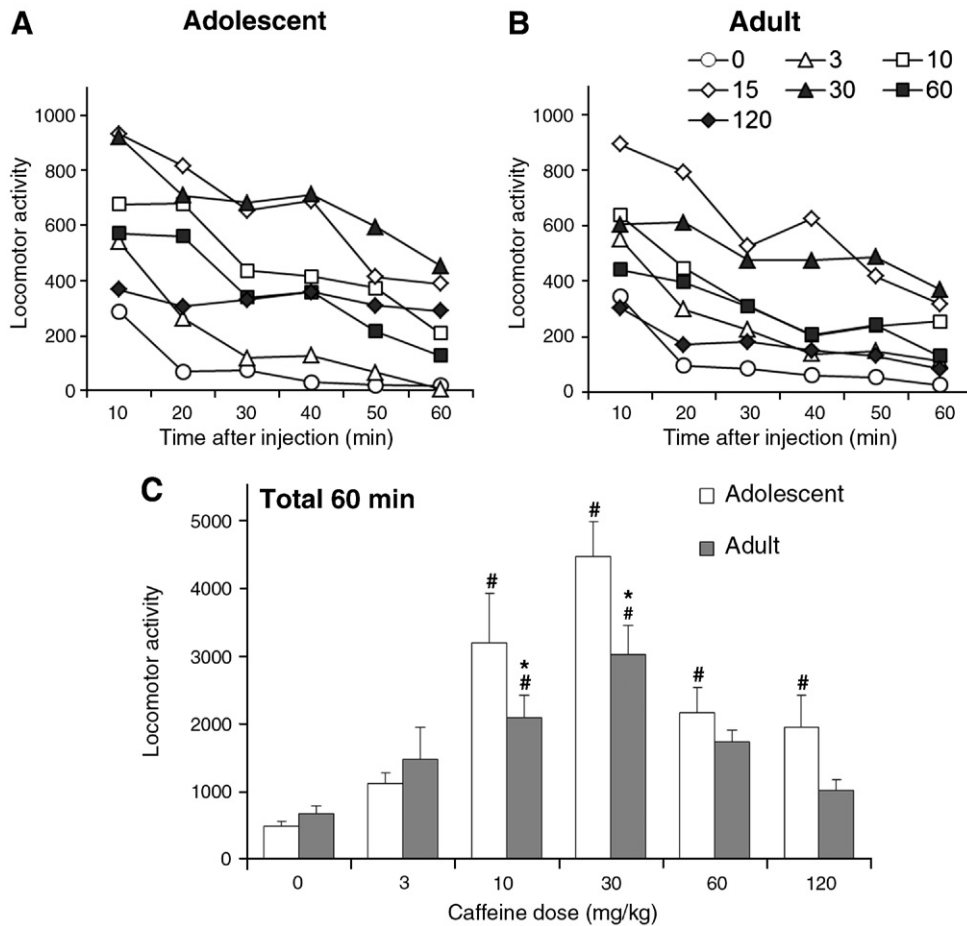 A Adolescent
B Adult
0 3 10
15 30 60
120
Locomotor activity
1000
800
600
400
200
0
10 20 30 40 50 60
Time after injection (min)
Locomotor activity
1000
800
600
400
200
0
10 20 30 40 50 60
Time after injection (min)
C Total 60 min
Adolescent
Adult
Locomotor activity
5000
4000
3000
2000
1000
0
# * # # * # # #
0 3 10 30 60 120
Caffeine dose (mg/kg)